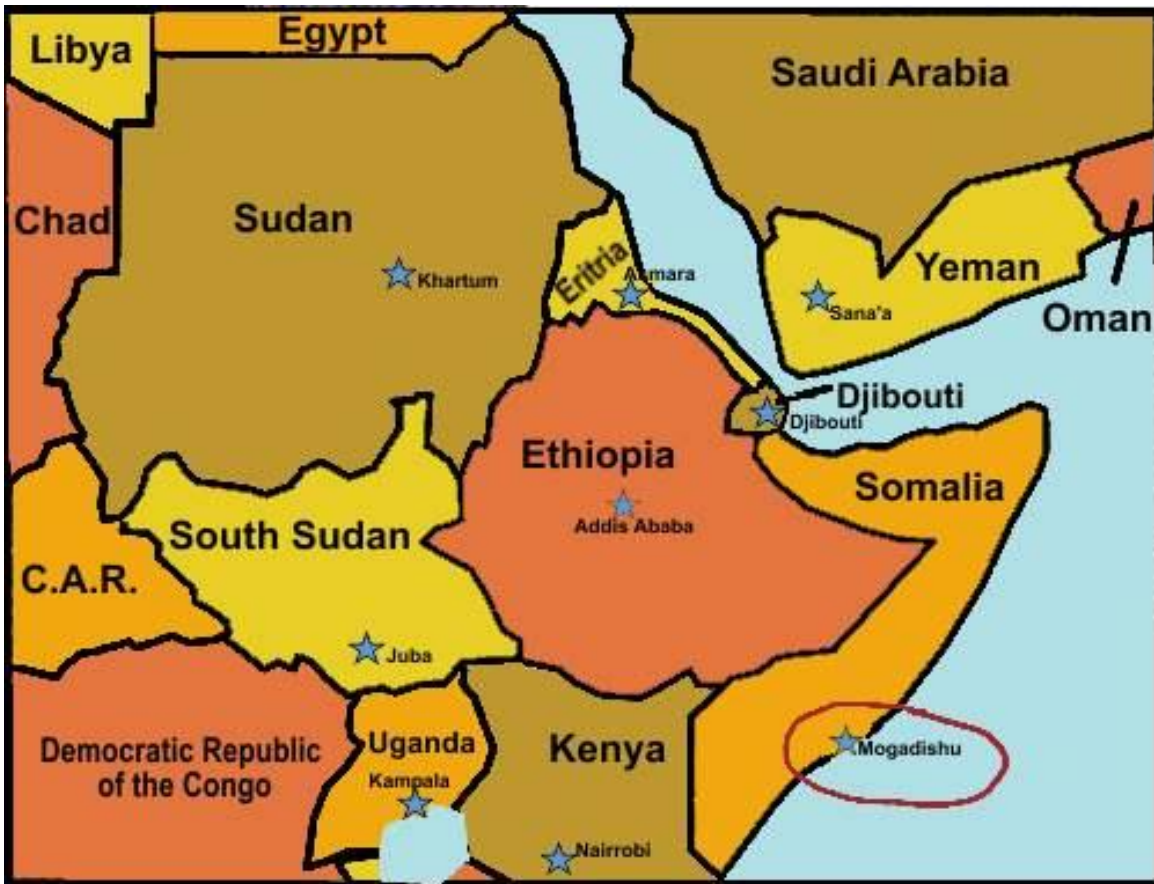 Egypt
Libya
Saudi Arabia
Chad
Sudan
Khartum
Eritria
Asmara
Yeman
Sana'a
Oman
Djibouti
Djibouti
Ethiopia
Addis Ababa
Somalia
South Sudan
C.A.R.
Juba
Democratic Republic
of the Congo
Uganda
Kampala
Kenya
Mogadishu
Nairrobi